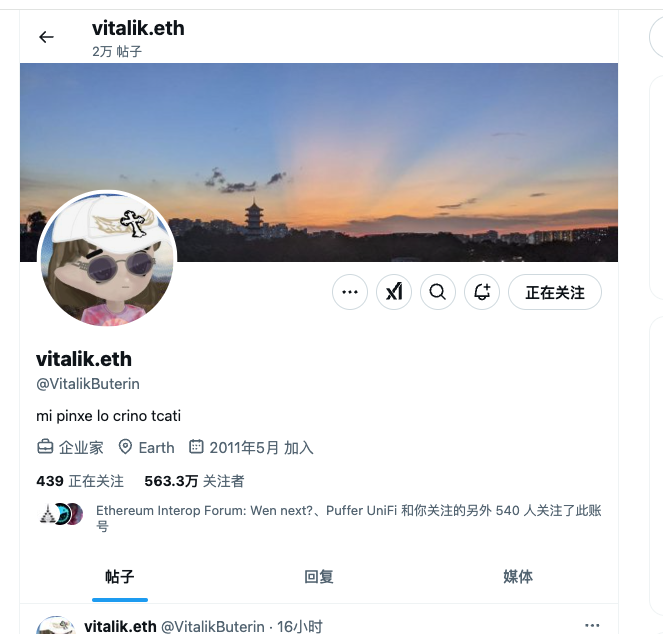 vitalik.eth
2万 帖子
正在关注
vitalik.eth
@VitalikButerin
mi pinxe lo crino tcati
企业家 Earth 2011年5月 加入
439 正在关注 563.3万 关注者
Ethereum Interop Forum: Wen next?、Puffer UniFi 和你关注的另外 540 人关注了此账
号
帖子 回复 媒体
vitalik.eth @VitalikButerin · 16小时